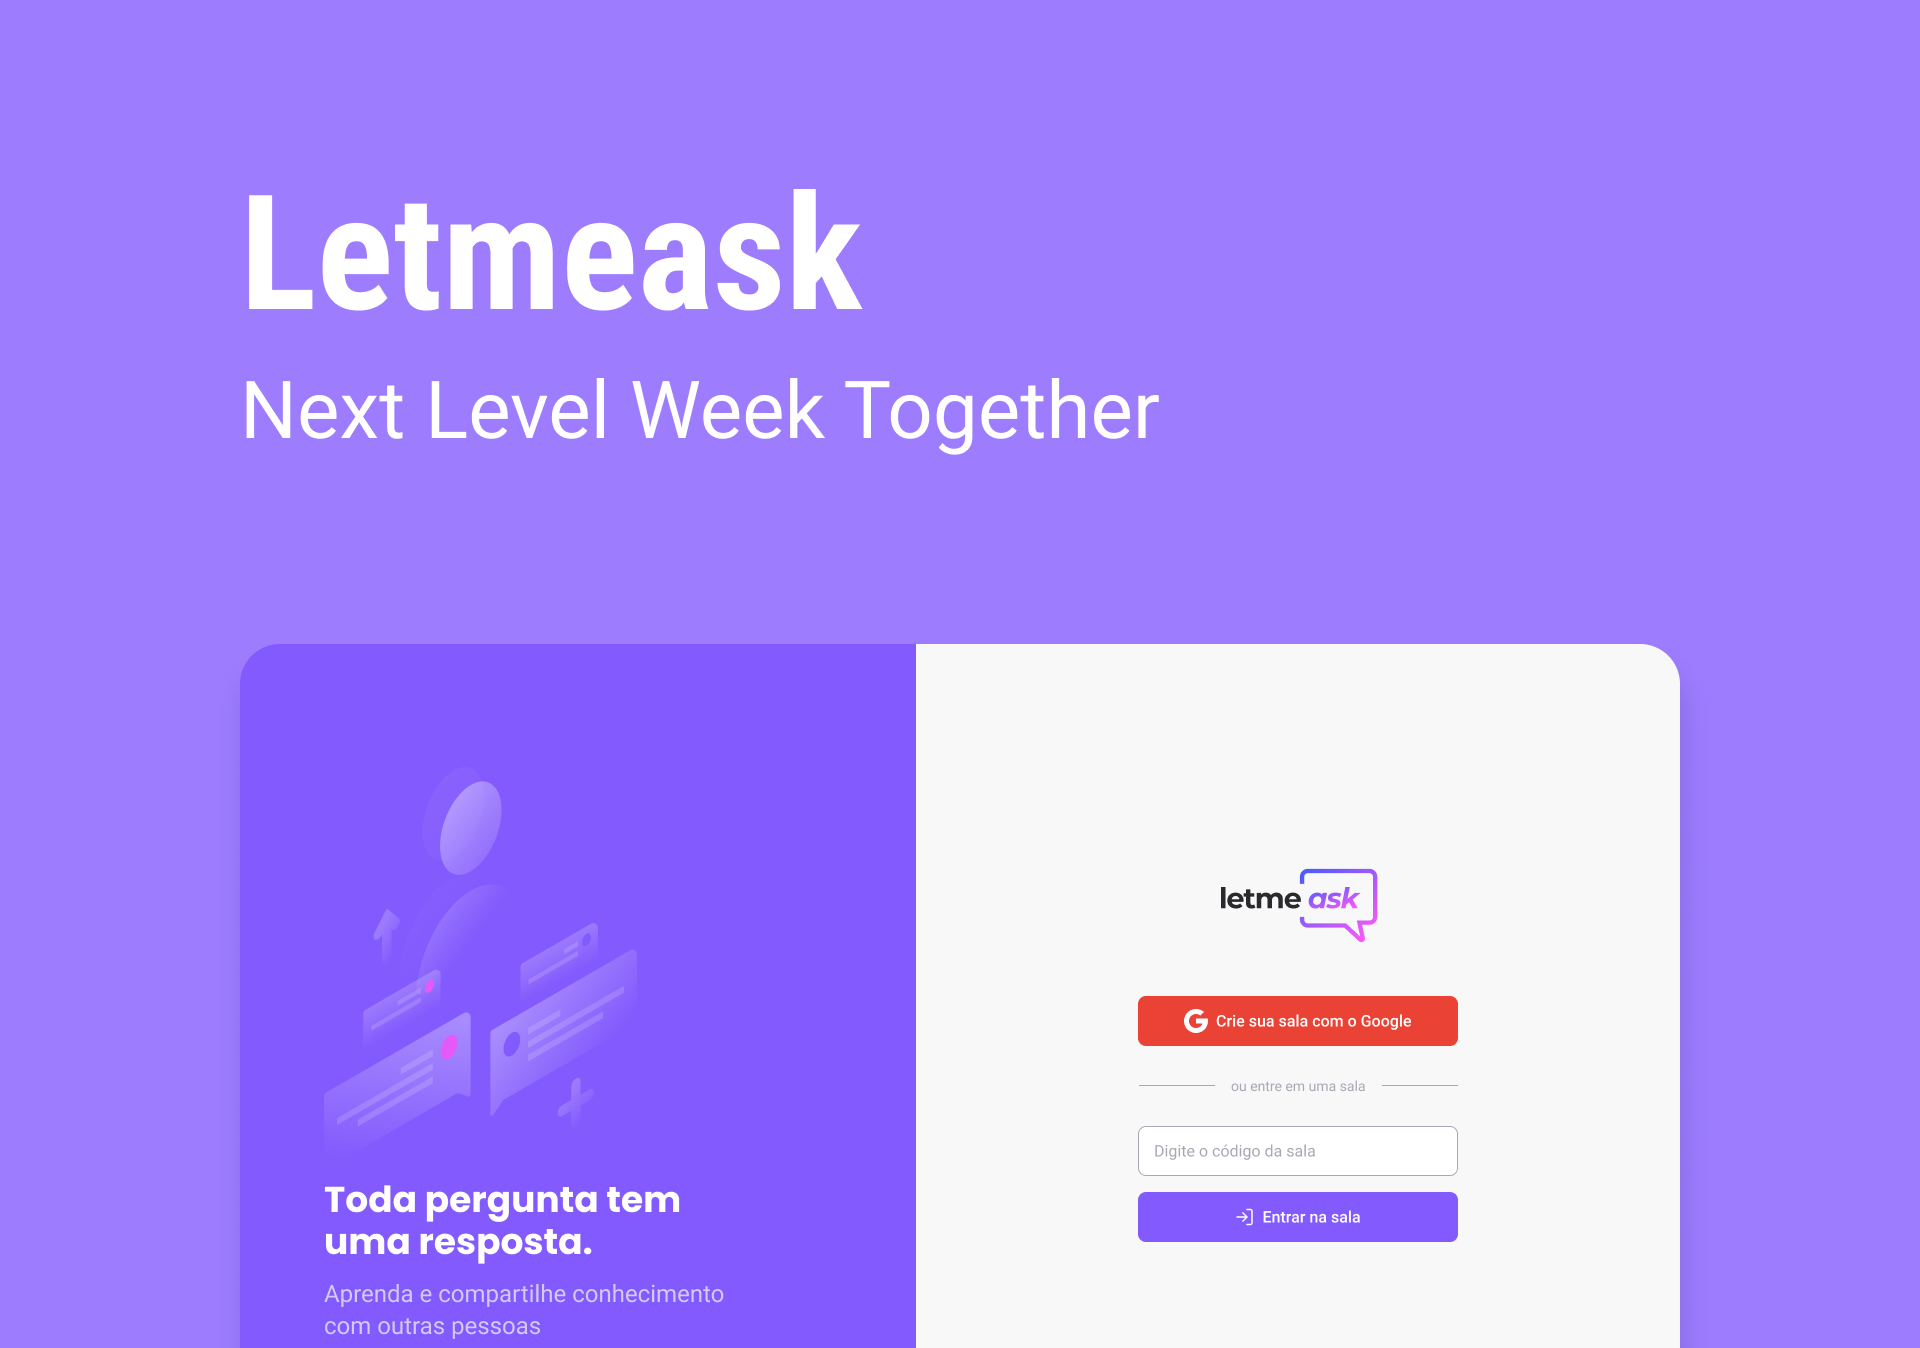 Letmeask
Next Level Week Together
Toda pergunta tem
uma resposta.
Aprenda e compartilhe conhecimento
com outras pessoas
letme ask
Crie sua sala com o Google
ou entre em uma sala
Digite o código da sala
Entrar na sala